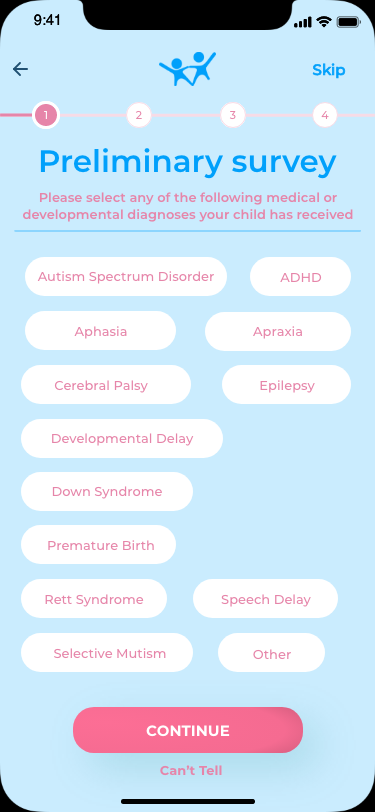 9:41
Skip
1 2 3 4
Preliminary survey
Please select any of the following medical or
developmental diagnoses your child has received
Autism Spectrum Disorder ADHD
Aphasia Apraxia
Cerebral Palsy Epilepsy
Developmental Delay
Down Syndrome
Premature Birth
Rett Syndrome Speech Delay
Selective Mutism Other
CONTINUE
Can't Tell